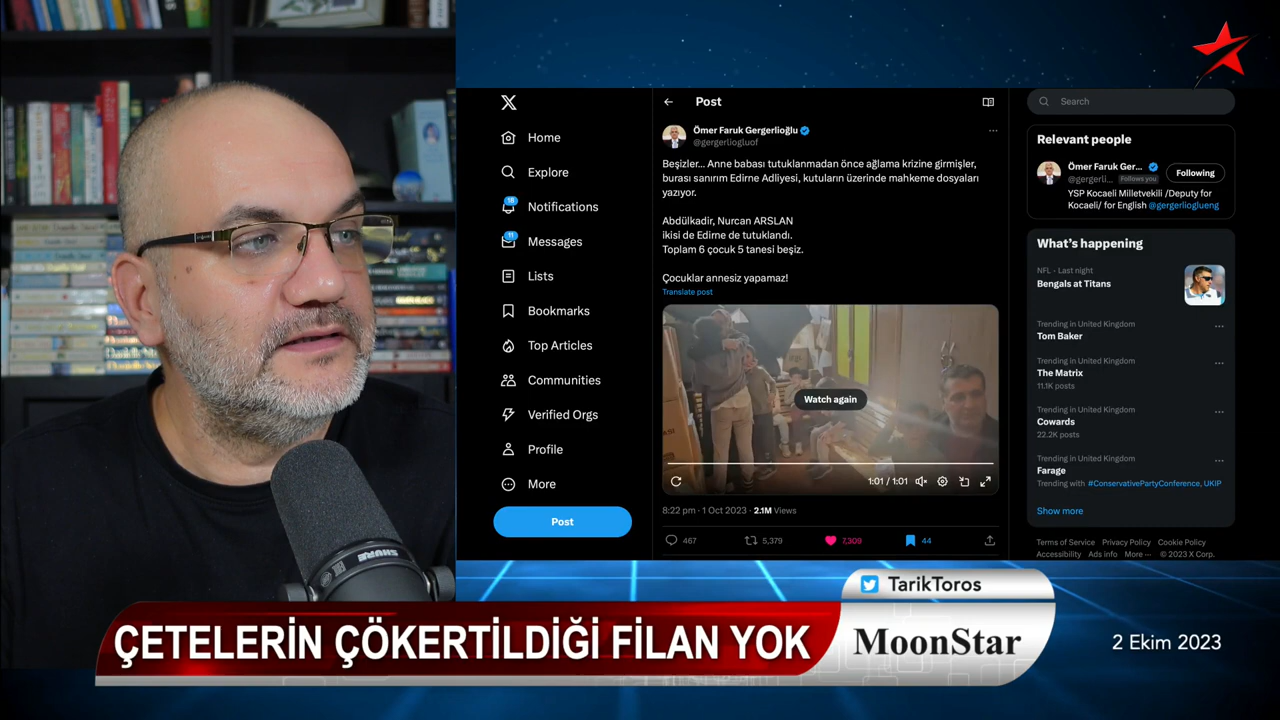 X
Home
Explore
18
Notifications
11
Messages
Lists
Bookmarks
Top Articles
Communities
Verified Orgs
Profile
More
Post
Post
Ömer Faruk Gergerlioğlu
@gergerliogluof
Beşizler... Anne babası tutuklanmadan önce ağlama krizine girmişler,
burası sanırım Edirne Adliyesi, kutuların üzerinde mahkeme dosyaları
yazıyor.
Abdülkadir, Nurcan ARSLAN
ikisi de Edirne de tutuklandı.
Toplam 6 çocuk 5 tanesi beşiz.
Çocuklar annesiz yapamaz!
Translate post
Watch again
1:01 / 1:01
8:22 pm · 1 Oct 2023 · 2.1M Views
467
5,379
7,309
44
Search
Relevant people
Ömer Faruk Ger...
@gergerli... Follows you
Following
YSP Kocaeli Milletvekili /Deputy for
Kocaeli/ for English @gergerlioglueng
What's happening
NFL · Last night
Bengals at Titans
Trending in United Kingdom
Tom Baker
Trending in United Kingdom
The Matrix
11.1K posts
Trending in United Kingdom
Cowards
22.2K posts
Trending in United Kingdom
Farage
Trending with #ConservativePartyConference, UKIP
Show more
Terms of Service Privacy Policy Cookie Policy
Accessibility Ads info More ... © 2023 X Corp.
SHURE
TarikToros
ÇETELERİN ÇÖKERTİLDİĞİ FİLAN YOK
MoonStar
2 Ekim 2023